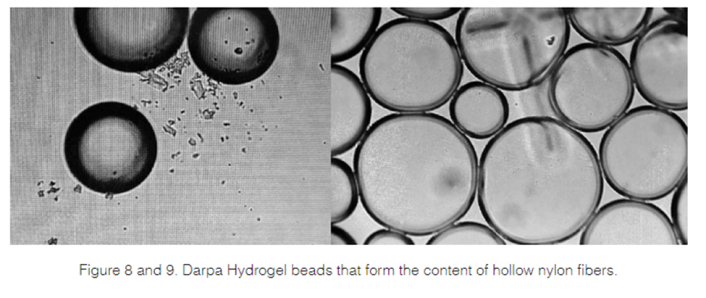 Figure 8 and 9. Darpa Hydrogel beads that form the content of hollow nylon fibers.